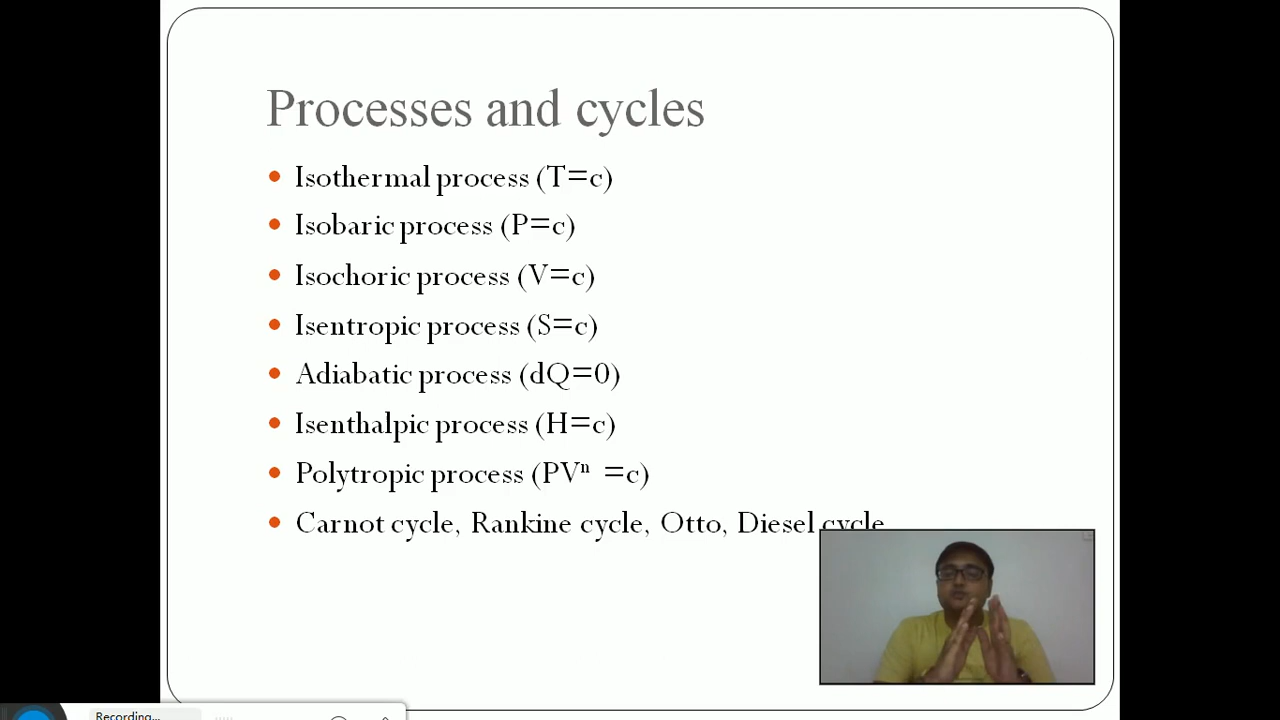 Processes and cycles
Isothermal process (T=c)
Isobaric process (P=c)
Isochoric process (V=c)
Isentropic process (S=c)
Adiabatic process (dQ=0)
Isenthalpic process (H=c)
Polytropic process (PVⁿ =c)
Carnot cycle, Rankine cycle, Otto, Diesel cycle
Recording...